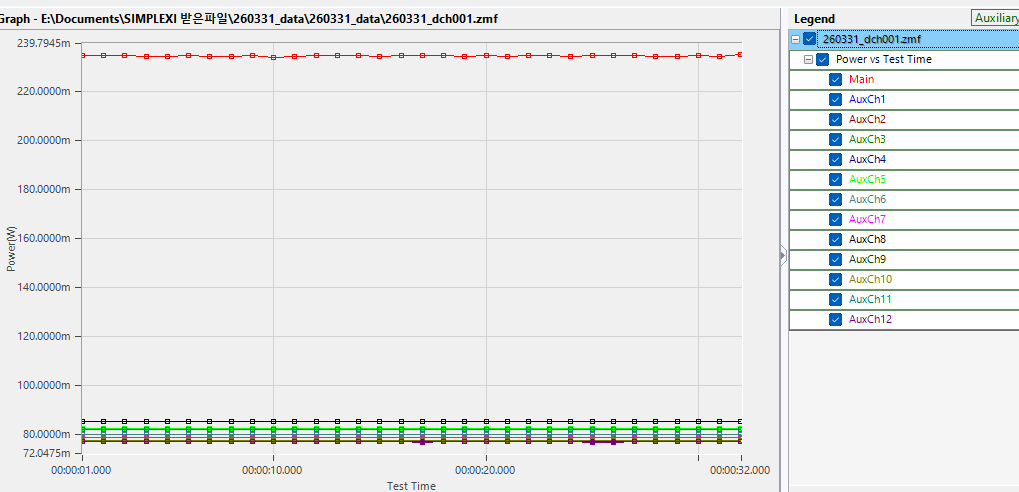 Graph - E:\Documents\SIMPLEXI 받은파일\260331_data\260331_data\260331_dch001.zmf
Legend
Auxiliary
260331_dch001.zmf
Power vs Test Time
Main
AuxCh1
AuxCh2
AuxCh3
AuxCh4
AuxCh5
AuxCh6
AuxCh7
AuxCh8
AuxCh9
AuxCh10
AuxCh11
AuxCh12
239.7945m
220.0000m
200.0000m
180.0000m
160.0000m
140.0000m
120.0000m
100.0000m
80.0000m
72.0475m
Power(W)
00:00:01.000
00:00:10.000
00:00:20.000
00:00:32.000
Test Time